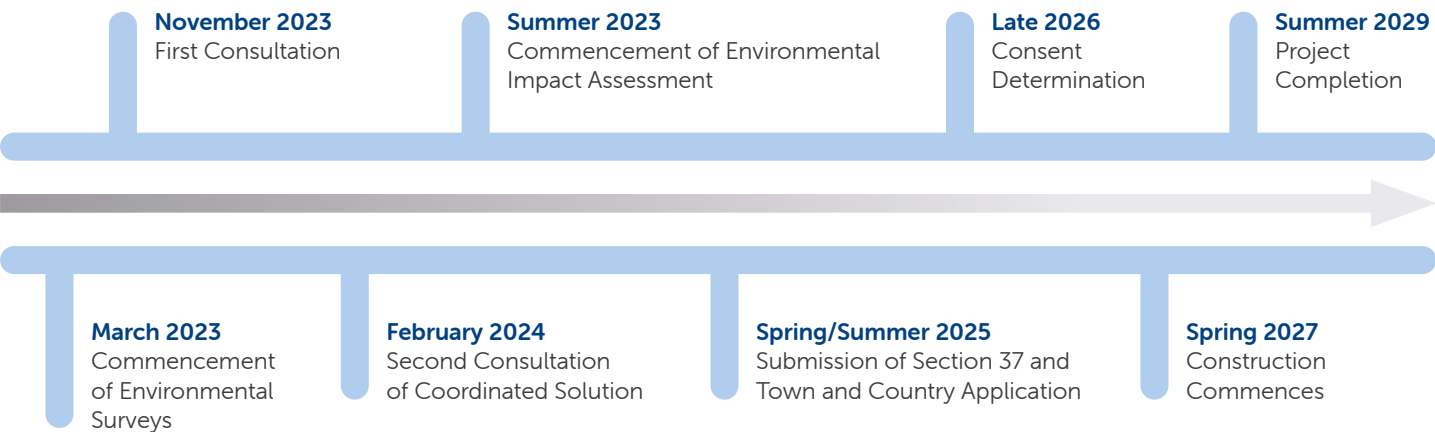 November 2023
First Consultation
Summer 2023
Commencement of Environmental
Impact Assessment
Late 2026
Consent
Determination
Summer 2029
Project
Completion
March 2023
Commencement
of Environmental
Surveys
February 2024
Second Consultation
of Coordinated Solution
Spring/Summer 2025
Submission of Section 37 and
Town and Country Application
Spring 2027
Construction
Commences